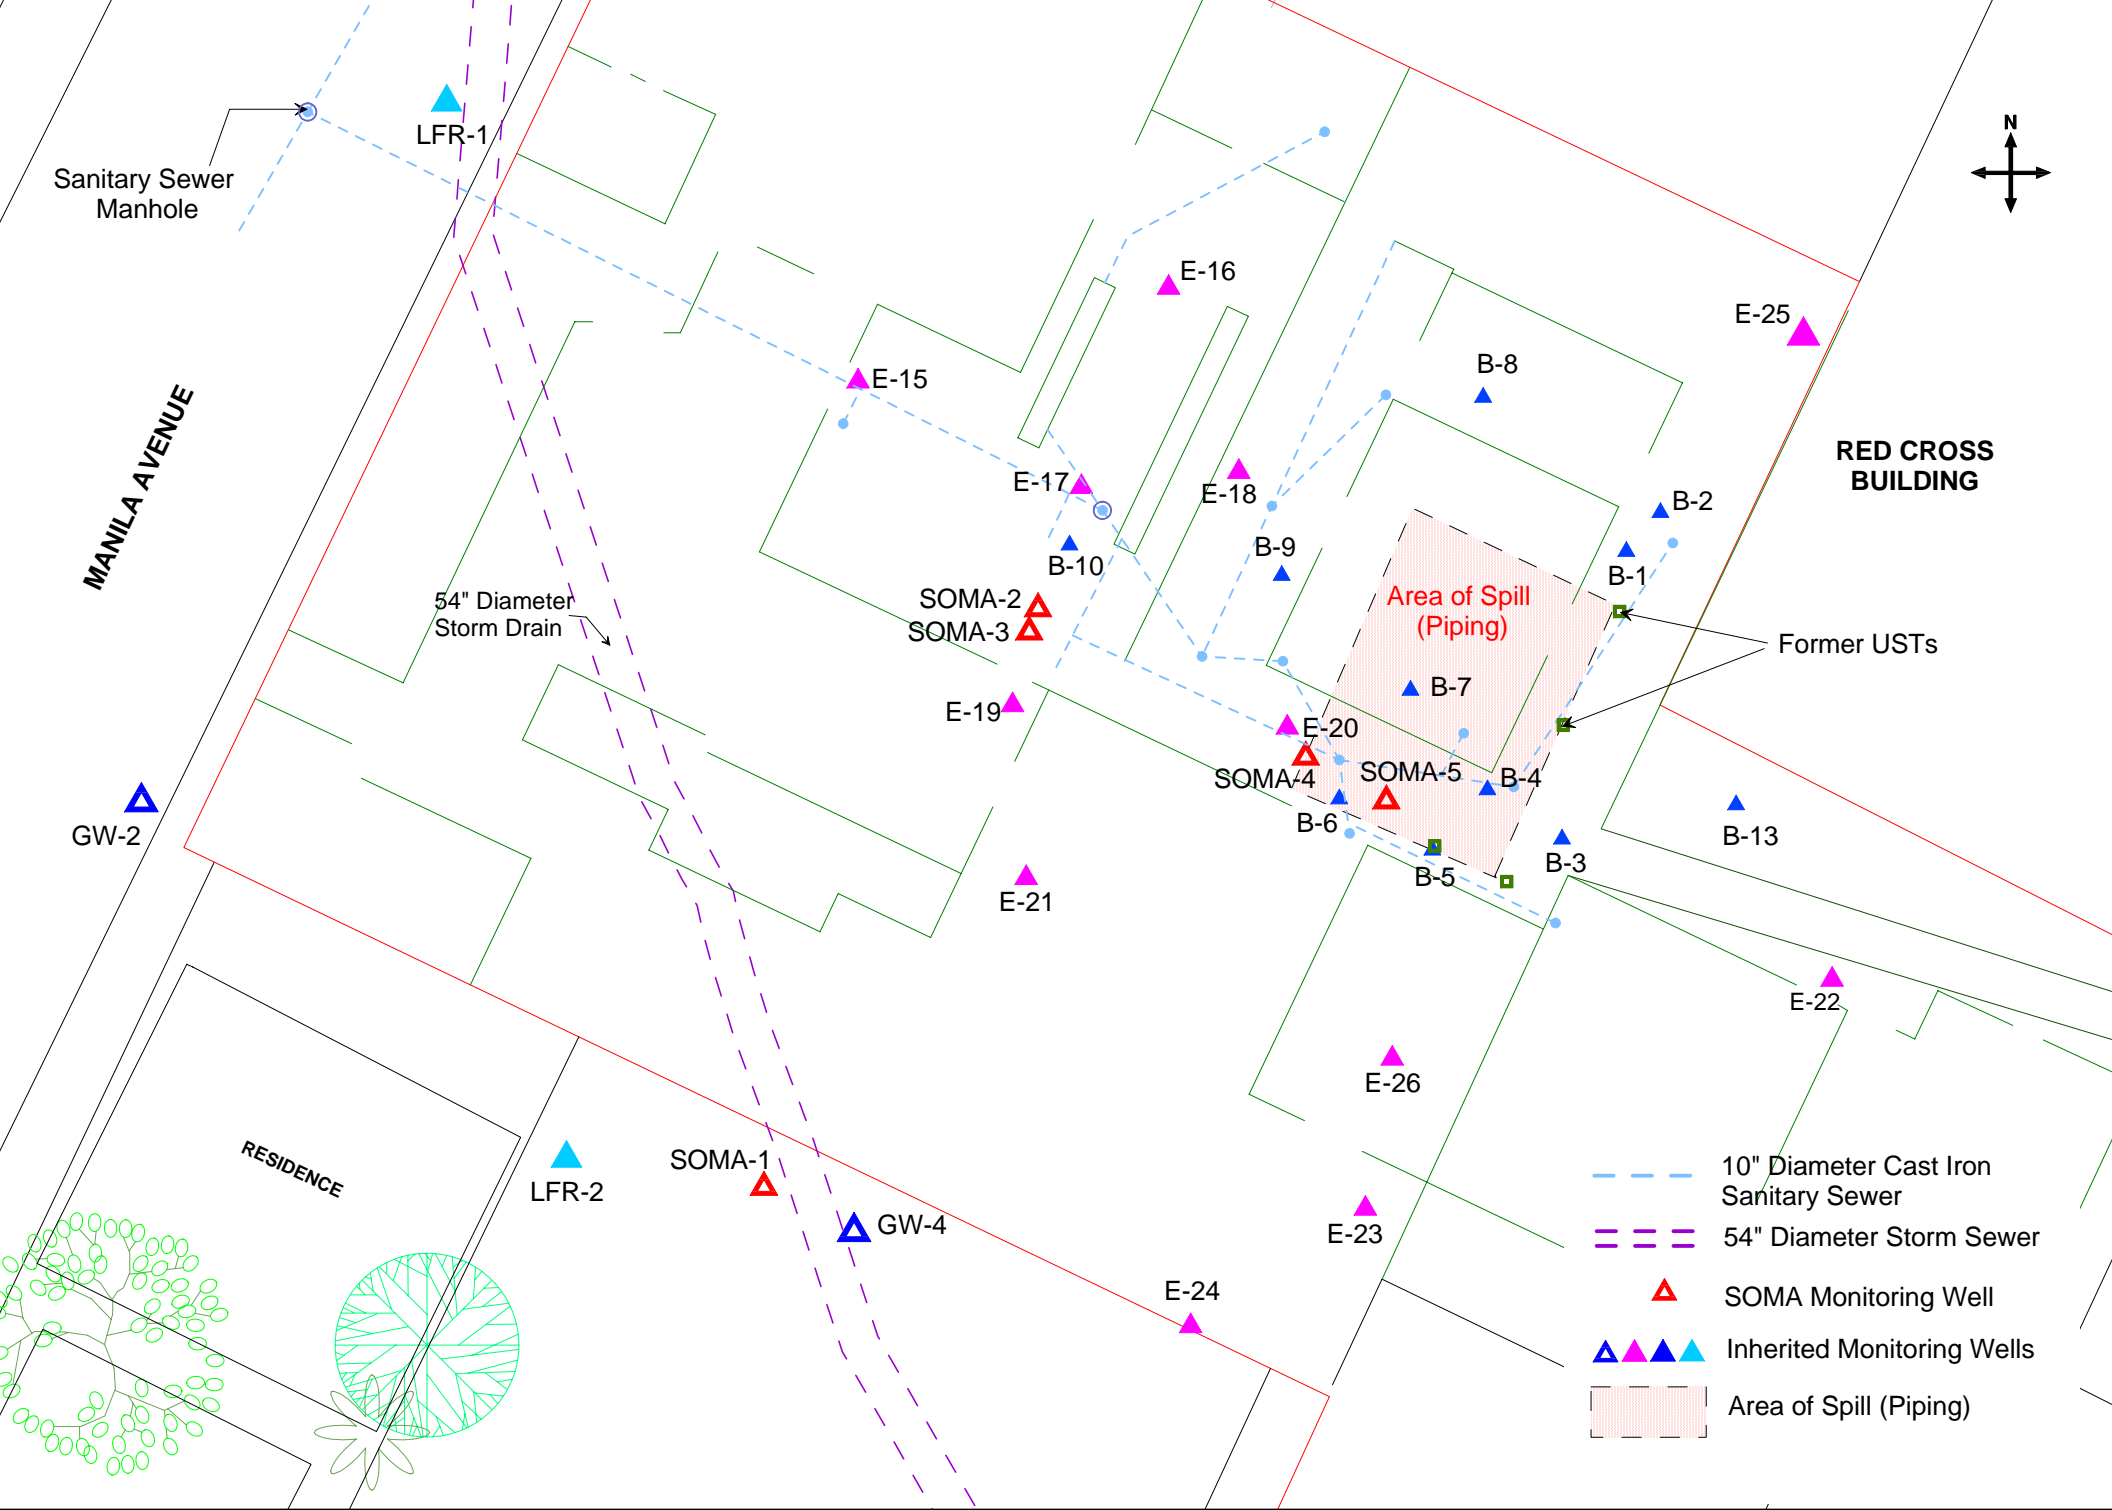 LFR-1
N
Sanitary Sewer
Manhole
E-16
E-25
B-8
E-15
MANILA AVENUE
RED CROSS
BUILDING
E-17
E-18
B-2
B-9
B-10
B-1
SOMA-2
SOMA-3
54" Diameter
Storm Drain
Area of Spill
(Piping)
Former USTs
B-7
E-19
E-20
SOMA-4
SOMA-5
B-4
GW-2
B-6
B-13
B-3
B-5
E-21
E-22
E-26
RESIDENCE
SOMA-1
LFR-2
GW-4
E-23
E-24
10" Diameter Cast Iron
Sanitary Sewer
54" Diameter Storm Sewer
SOMA Monitoring Well
Inherited Monitoring Wells
Area of Spill (Piping)